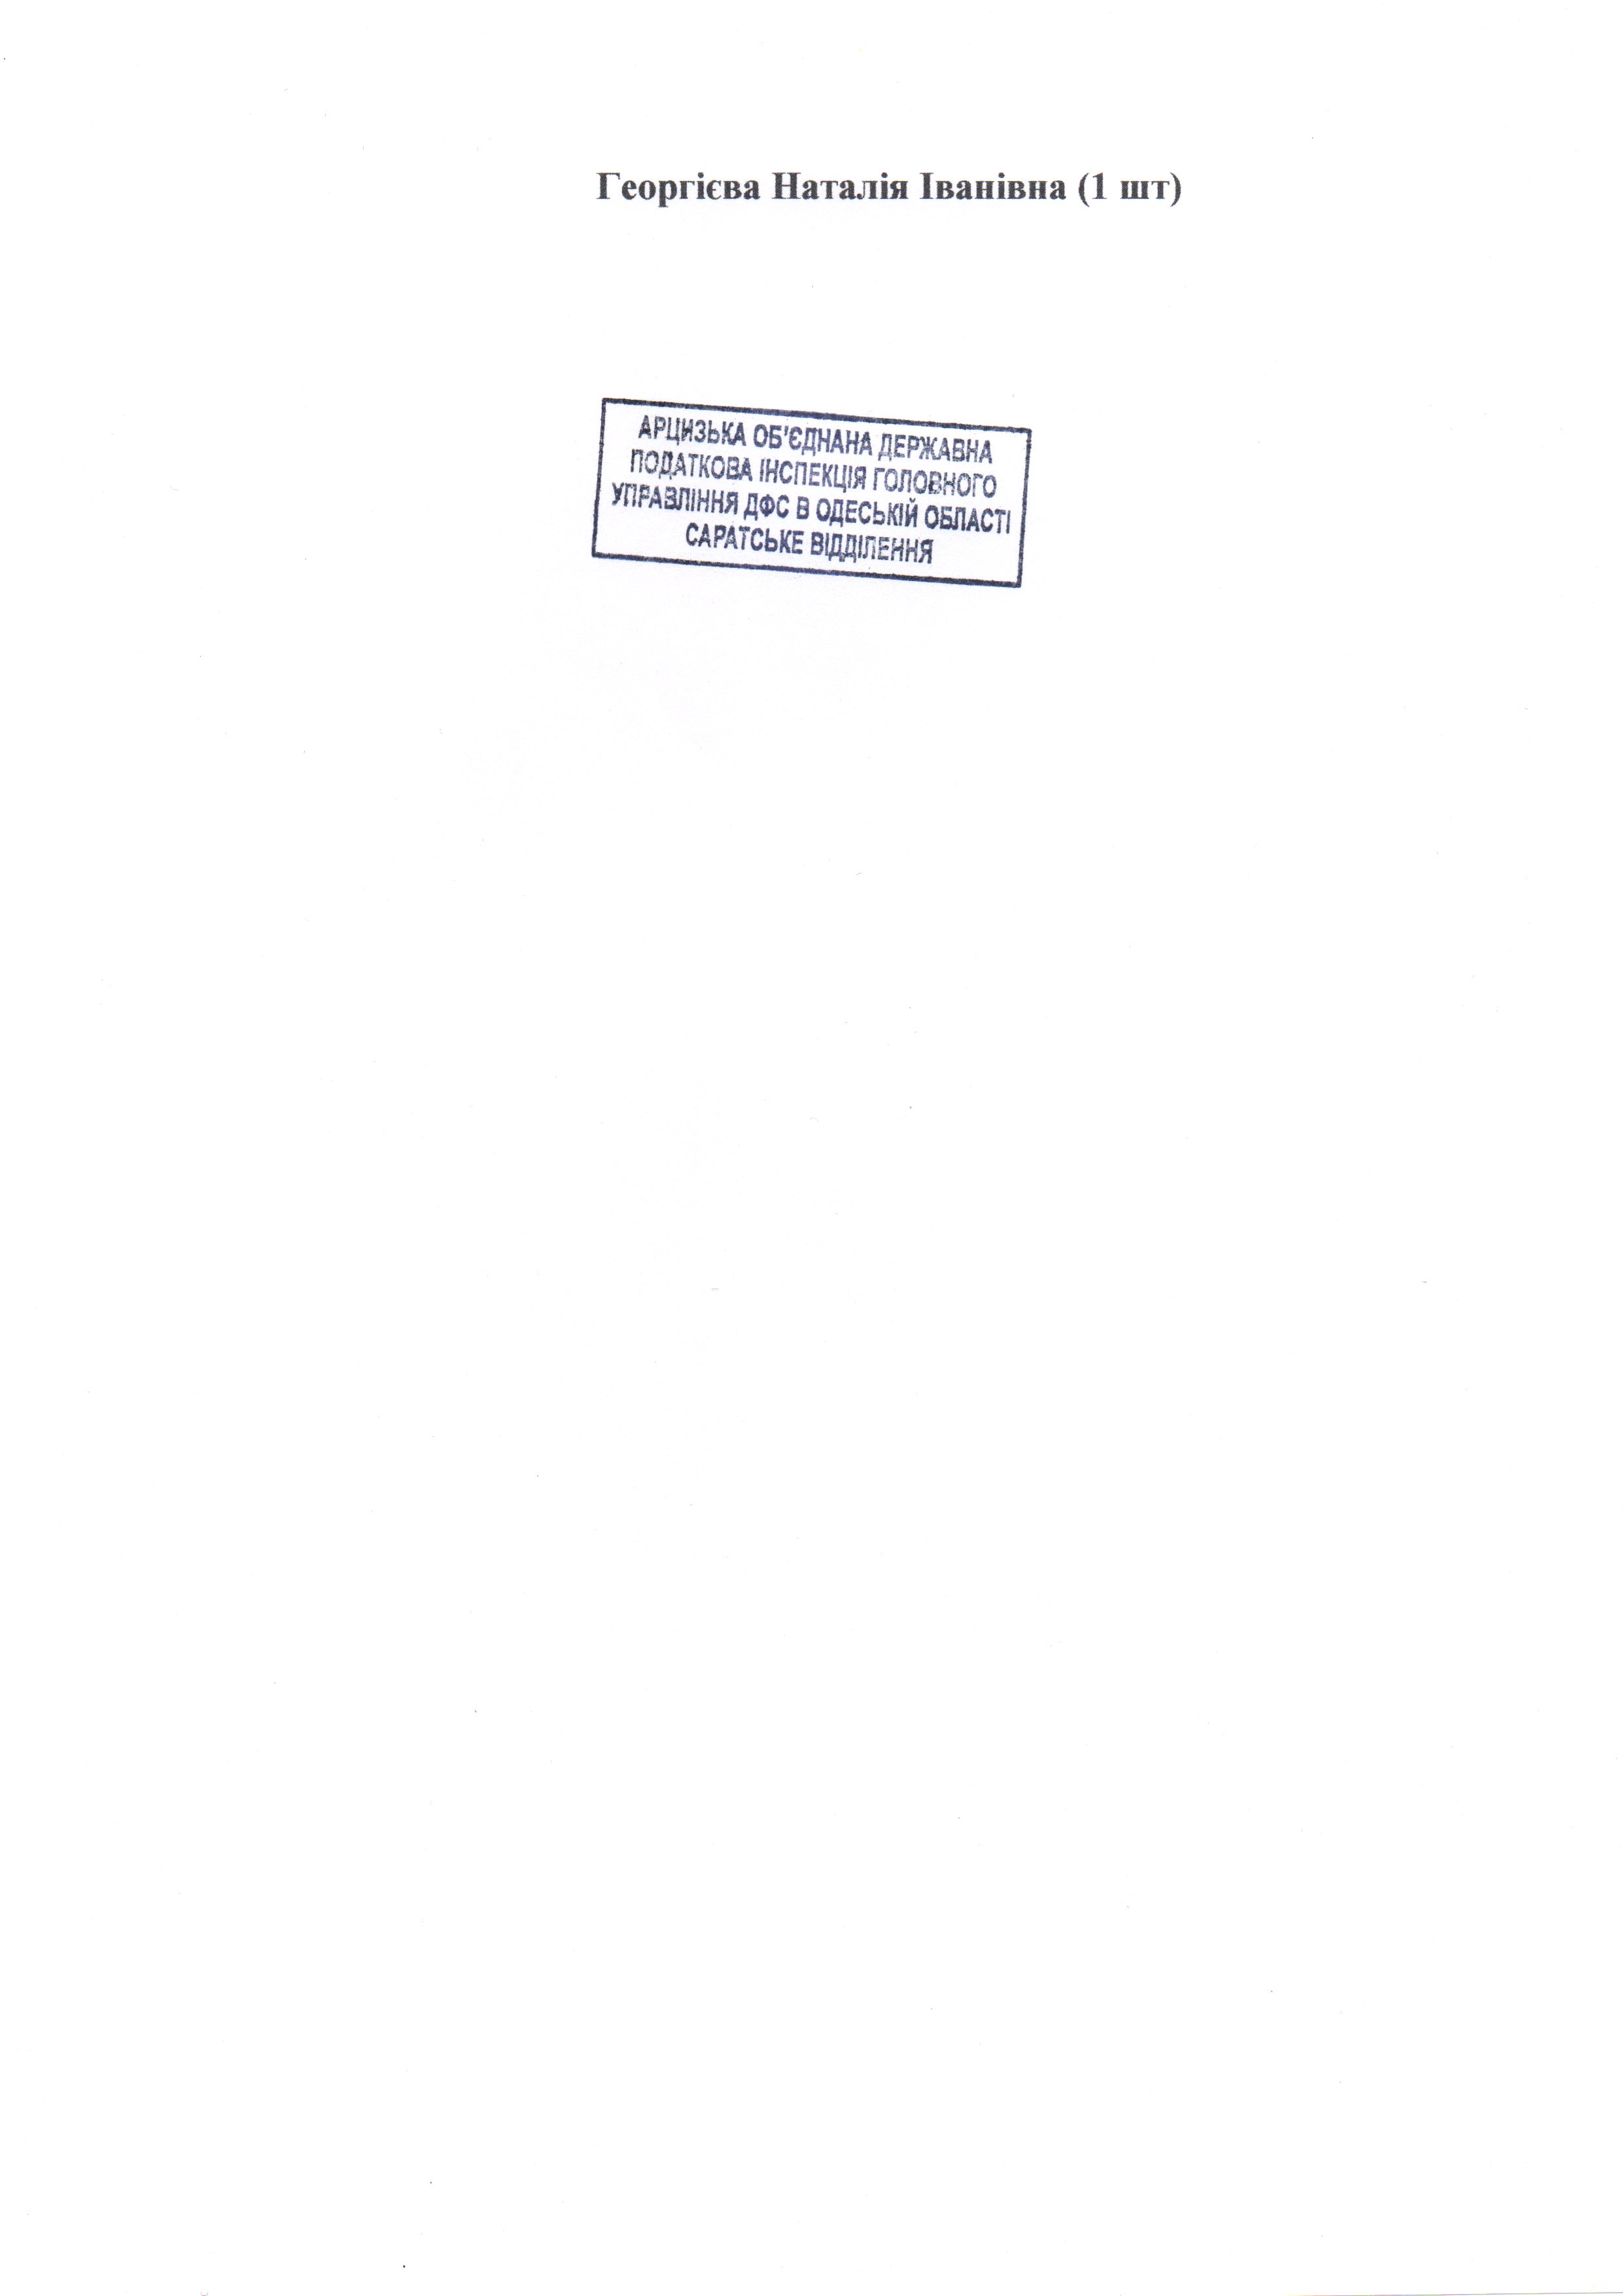 Георгієва Наталія Іванівна (1 шт)
АРЦИЗЬКА ОБ'ЄДНАНА ДЕРЖАВНА
ПОДАТКОВА ІНСПЕКЦІЯ ГОЛОВНОГО
УПРАВЛІННЯ ДФС В ОДЕСЬКІЙ ОБЛАСТІ
САРАТСЬКЕ ВІДДІЛЕННЯ